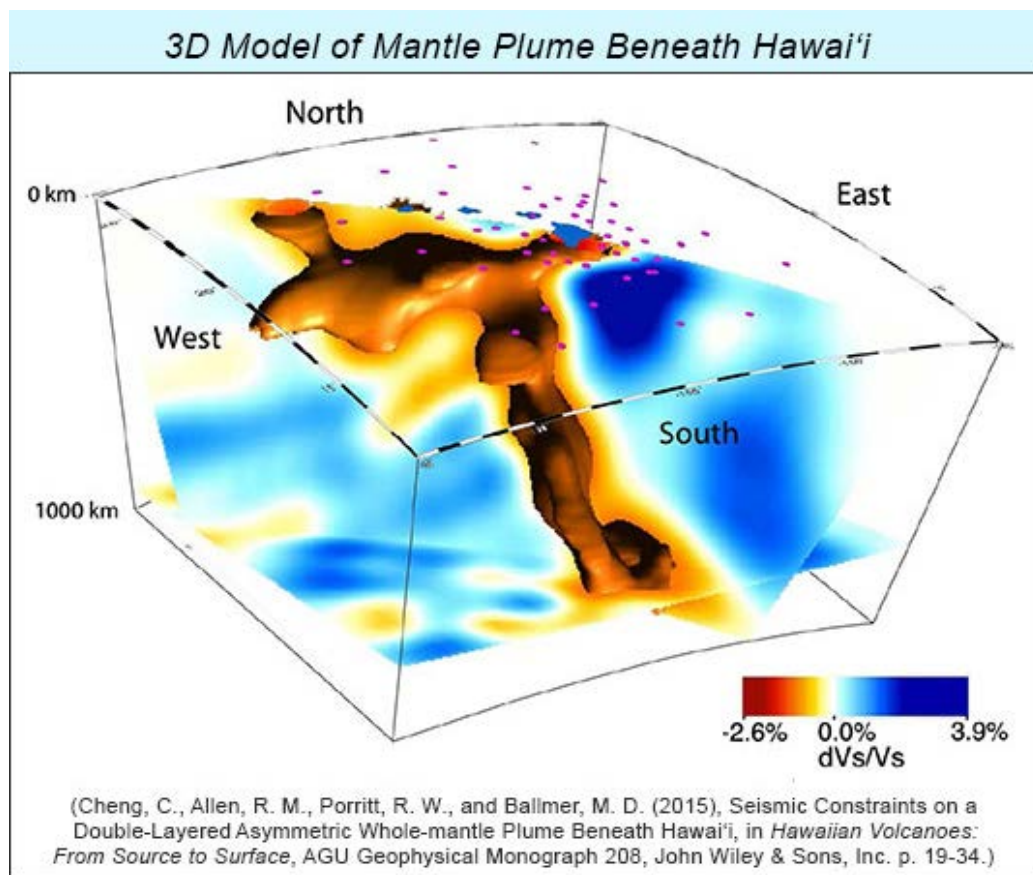 3D Model of Mantle Plume Beneath Hawaiʻi
North
0 km
East
West
South
1000 km
-2.6% 0.0% 3.9%
dVs/Vs
(Cheng, C., Allen, R. M., Porritt, R. W., and Ballmer, M. D. (2015), Seismic Constraints on a
Double-Layered Asymmetric Whole-mantle Plume Beneath Hawaiʻi, in Hawaiian Volcanoes:
From Source to Surface, AGU Geophysical Monograph 208, John Wiley & Sons, Inc. p. 19-34.)